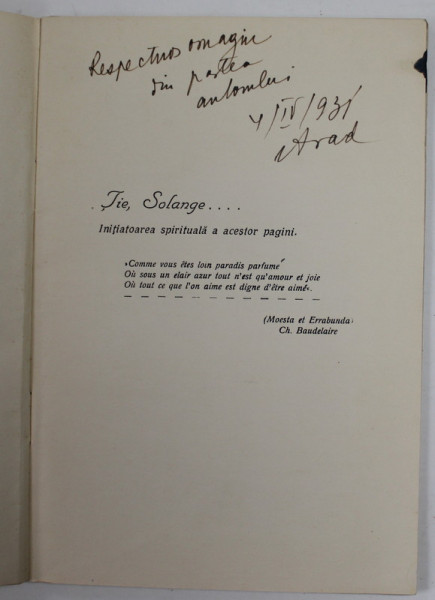 Respectuos omagiu
din partea
autorului
4/IV/931
Arad
Ție, Solange....
Inițiatoarea spirituală a aceștor pagini.
«Comme vous êtes loin paradis parfumé"
Où sous un elair azur tout n'est qu'amour et joie
Où tout ce que l'on aime est digne d'être aimé».
(Moesta et Errabunda)
Ch. Baudelaire